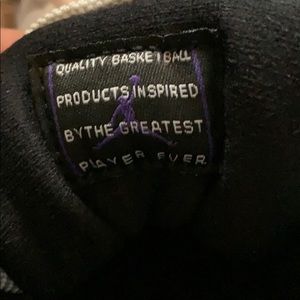 QUALITY BASKETBALL
PRODUCTS INSPIRED
BY THE GREATEST
PLAYER EVER